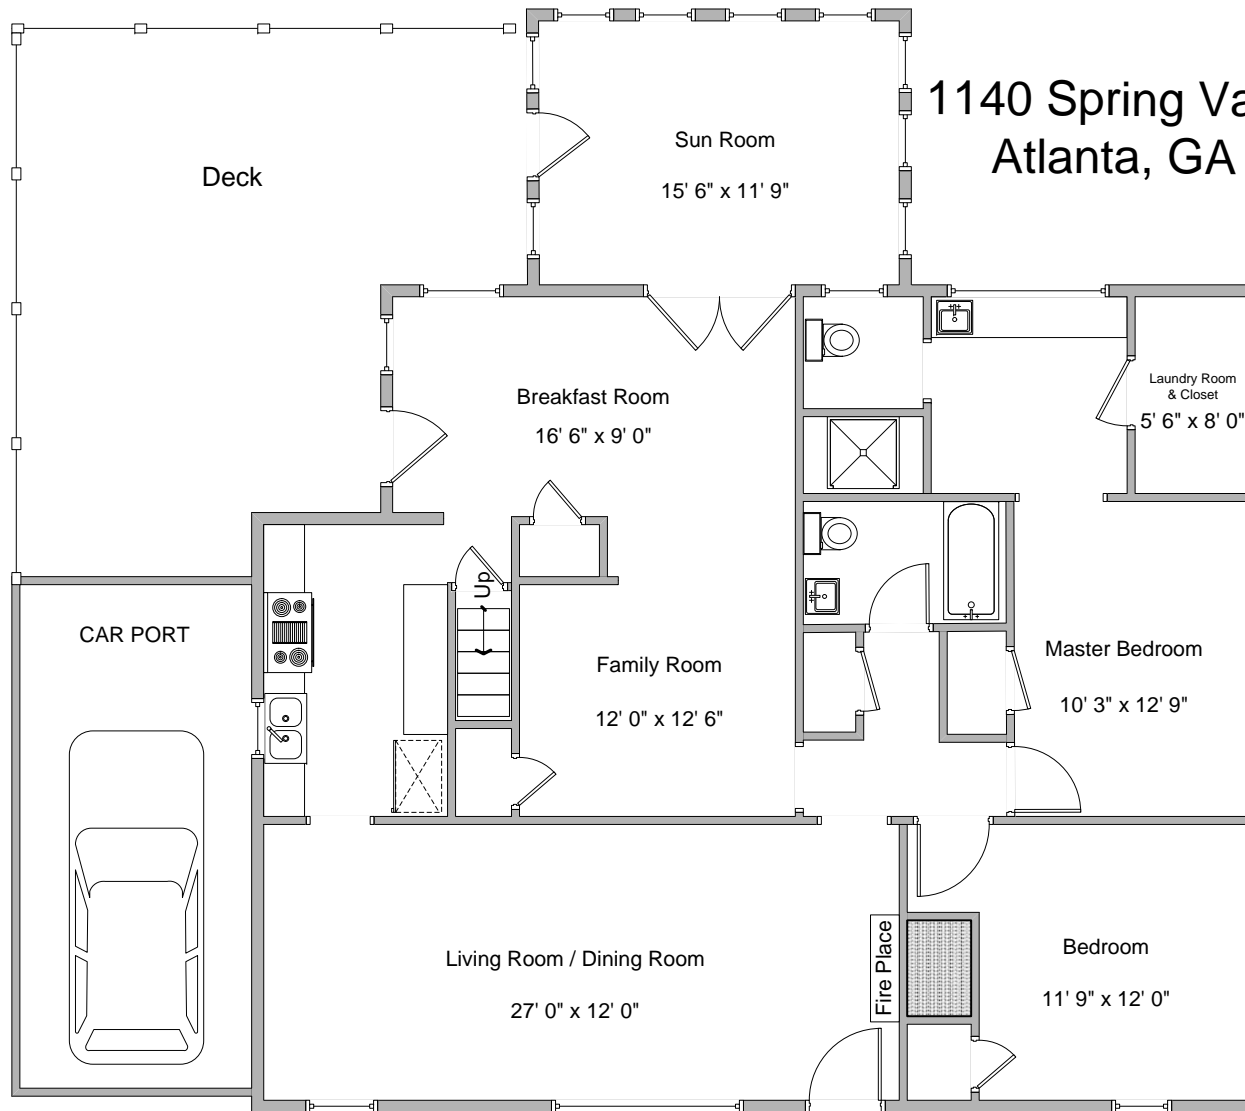 1140 Spring Va
Atlanta, GA
Deck
Sun Room
15' 6" x 11' 9"
Breakfast Room
16' 6" x 9' 0"
Laundry Room
& Closet
5' 6" x 8' 0"
Up
CAR PORT
Family Room
12' 0" x 12' 6"
Master Bedroom
10' 3" x 12' 9"
Living Room / Dining Room
27' 0" x 12' 0"
Fire Place
Bedroom
11' 9" x 12' 0"